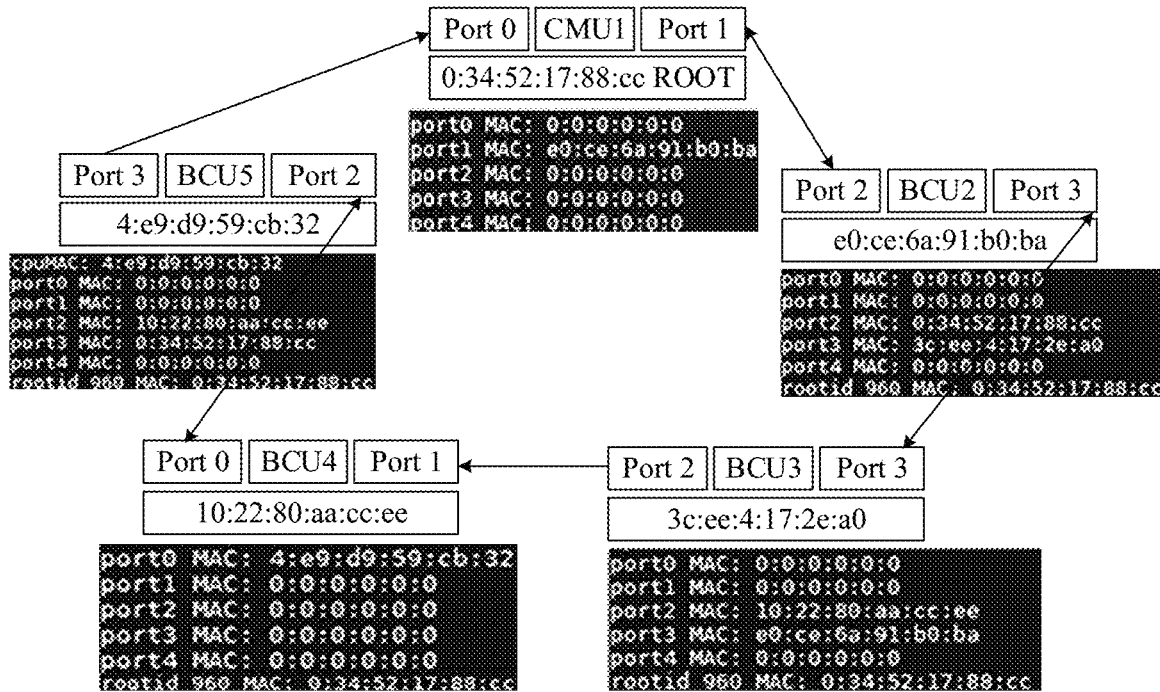 Port 0 CMU1 Port 1
0:34:52:17:88:cc ROOT
port0 MAC: 0:0:0:0:0:0
port1 MAC: e0:ce:6a:91:b0:ba
port2 MAC: 0:0:0:0:0:0
port3 MAC: 0:0:0:0:0:0
port4 MAC: 0:0:0:0:0:0
Port 3 BCU5 Port 2
4:e9:d9:59:cb:32
cpuMAC: 4:e9:d9:59:cb:32
port0 MAC: 0:0:0:0:0:0
port1 MAC: 0:0:0:0:0:0
port2 MAC: 10:22:80:aa:cc:ee
port3 MAC: 0:34:52:17:88:cc
port4 MAC: 0:0:0:0:0:0
rootid 960 MAC: 0:34:52:17:88:cc
Port 2 BCU2 Port 3
e0:ce:6a:91:b0:ba
port0 MAC: 0:0:0:0:0:0
port1 MAC: 0:0:0:0:0:0
port2 MAC: 0:34:52:17:88:cc
port3 MAC: 3c:ee:4:17:2e:a0
port4 MAC: 0:0:0:0:0:0
rootid 960 MAC: 0:34:52:17:88:cc
Port 0 BCU4 Port 1
10:22:80:aa:cc:ee
port0 MAC: 4:e9:d9:59:cb:32
port1 MAC: 0:0:0:0:0:0
port2 MAC: 0:0:0:0:0:0
port3 MAC: 0:0:0:0:0:0
port4 MAC: 0:0:0:0:0:0
rootid 960 MAC: 0:34:52:17:88:cc
Port 2 BCU3 Port 3
3c:ee:4:17:2e:a0
port0 MAC: 0:0:0:0:0:0
port1 MAC: 0:0:0:0:0:0
port2 MAC: 10:22:80:aa:cc:ee
port3 MAC: e0:ce:6a:91:b0:ba
port4 MAC: 0:0:0:0:0:0
rootid 960 MAC: 0:34:52:17:88:cc